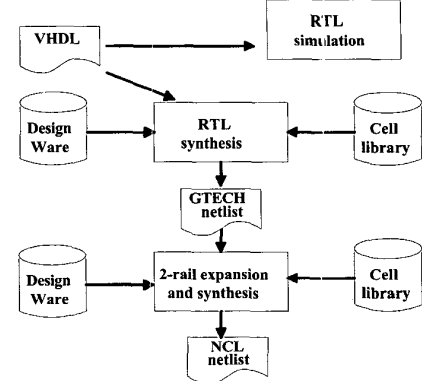 VHDL
RTL
simulation
Design
Ware
RTL
synthesis
Cell
library
GTECH
netlist
Design
Ware
2-rail expansion
and synthesis
Cell
library
NCL
netlist